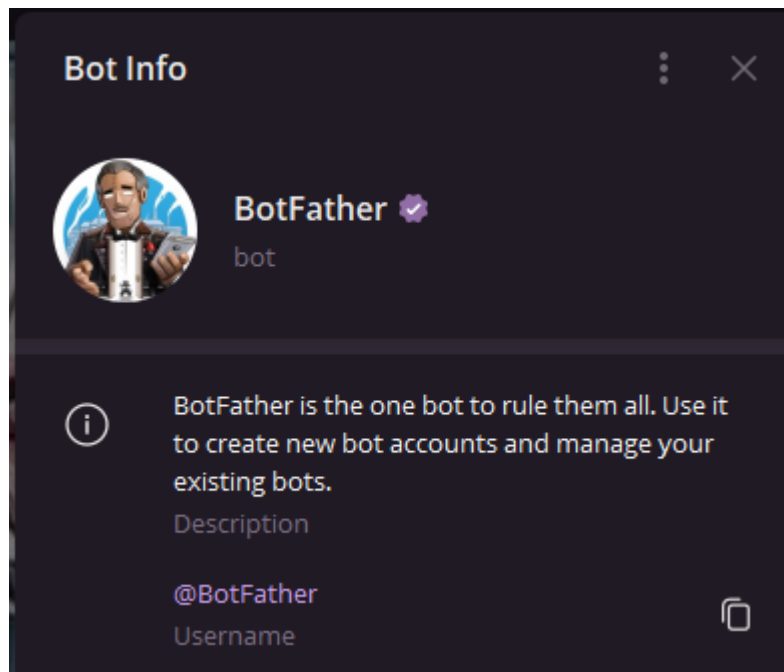 Bot Info
BotFather
bot
BotFather is the one bot to rule them all. Use it
to create new bot accounts and manage your
existing bots.
Description
@BotFather
Username